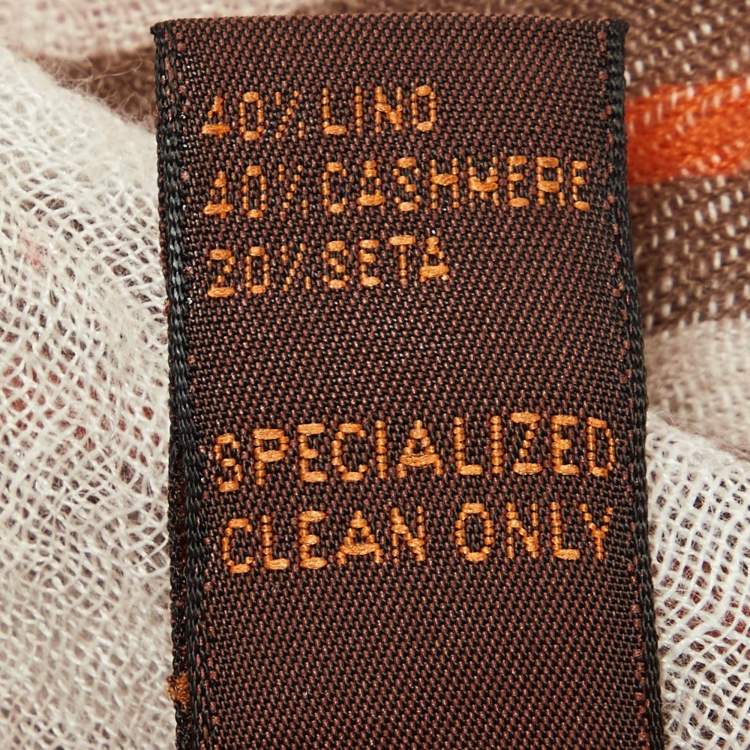 40% LINO
40% CASHMERE
20% SETA
SPECIALIZED
CLEAN ONLY